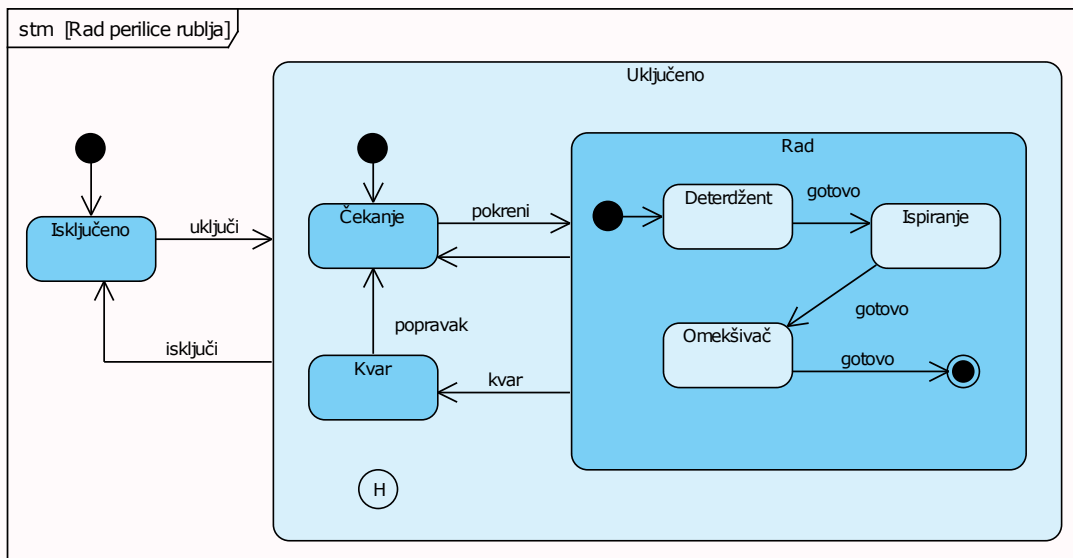 stm [Rad perilice rublja]
Uključeno
Rad
Isključeno
uključi
Čekanje
pokreni
Deterdžent
gotovo
Ispiranje
isključi
popravak
Kvar
kvar
Omekšivač
gotovo
gotovo
H